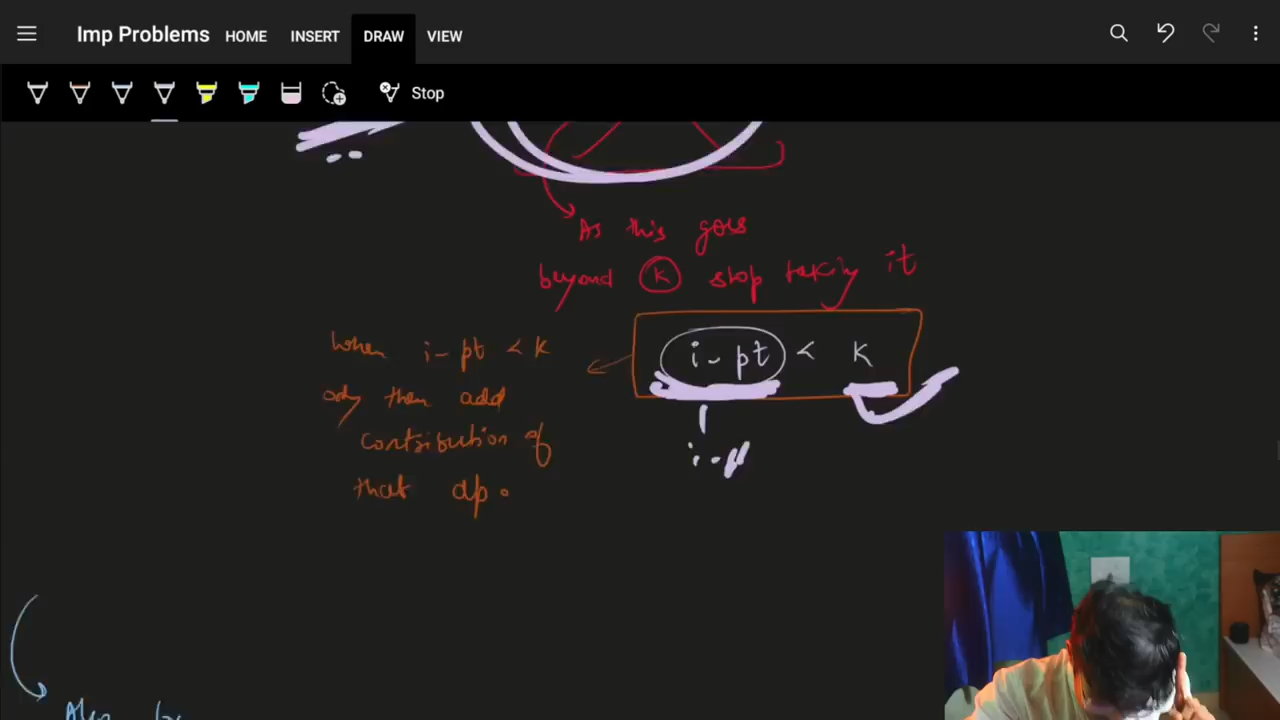 Imp Problems HOME INSERT DRAW VIEW
Stop
As this goes
beyond K stop taking it
When i - pt < k
only then add
contribution of
that dp.
i - pt < k
i - p
Also